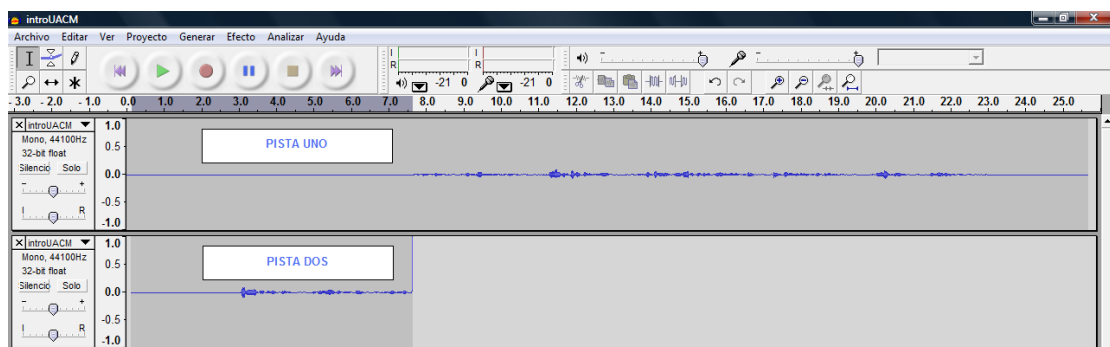 introUACM
Archivo Editar Ver Proyecto Generar Efecto Analizar Ayuda
I
R
-21 0
I
R
-21 0
- 3.0 - 2.0 - 1.0 0.0 1.0 2.0 3.0 4.0 5.0 6.0 7.0 8.0 9.0 10.0 11.0 12.0 13.0 14.0 15.0 16.0 17.0 18.0 19.0 20.0 21.0 22.0 23.0 24.0 25.0
introUACM
Mono, 44100Hz
32-bit float
Silencio Solo
- +
I R
1.0
0.5
0.0
-0.5
-1.0
PISTA UNO
introUACM
Mono, 44100Hz
32-bit float
Silencio Solo
- +
I R
1.0
0.5
0.0
-0.5
-1.0
PISTA DOS